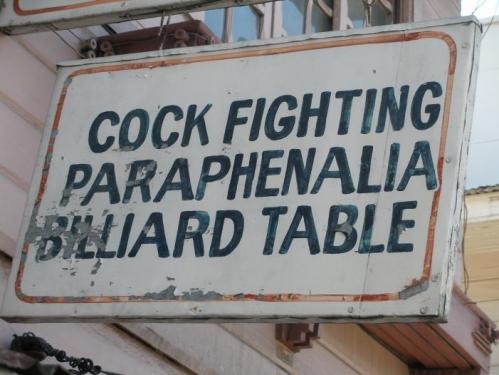 COCK FIGHTING
PARAPHENALIA
BILLIARD TABLE